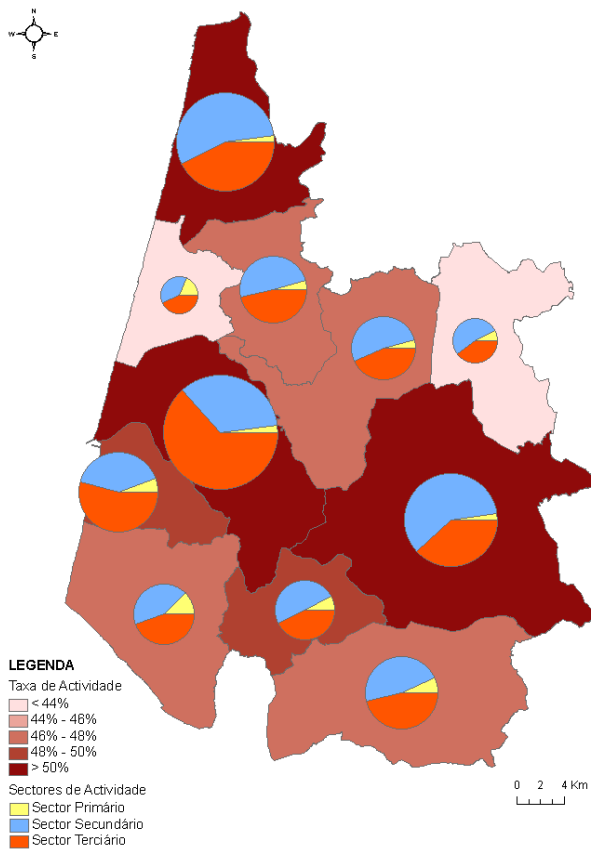 N
W E
S
LEGENDA
Taxa de Actividade
< 44%
44% - 46%
46% - 48%
48% - 50%
> 50%
Sectores de Actividade
Sector Primário
Sector Secundário
Sector Terciário
0 2 4 Km